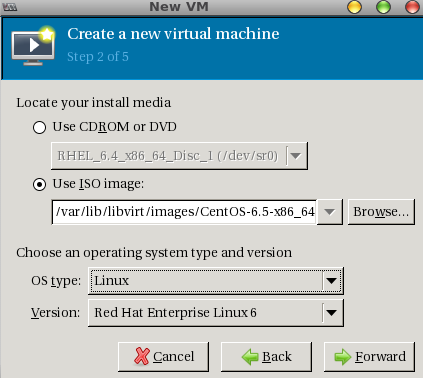 New VM
Create a new virtual machine
Step 2 of 5
Locate your install media
Use CDROM or DVD
RHEL_6.4_x86_64_Disc_1 (/dev/sr0)
Use ISO image:
/var/lib/libvirt/images/CentOS-6.5-x86_64
Browse...
Choose an operating system type and version
OS type: Linux
Version: Red Hat Enterprise Linux 6
Cancel Back Forward